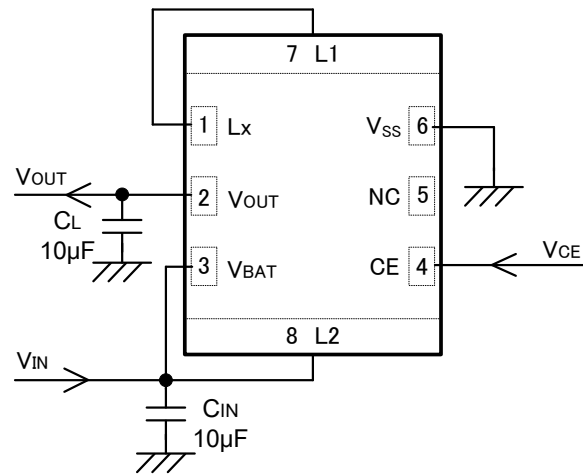 7 L1
1 Lx
VSS 6
VOUT
2 VOUT
NC 5
CL
10μF
3 VBAT
CE 4
VCE
8 L2
VIN
CIN
10μF